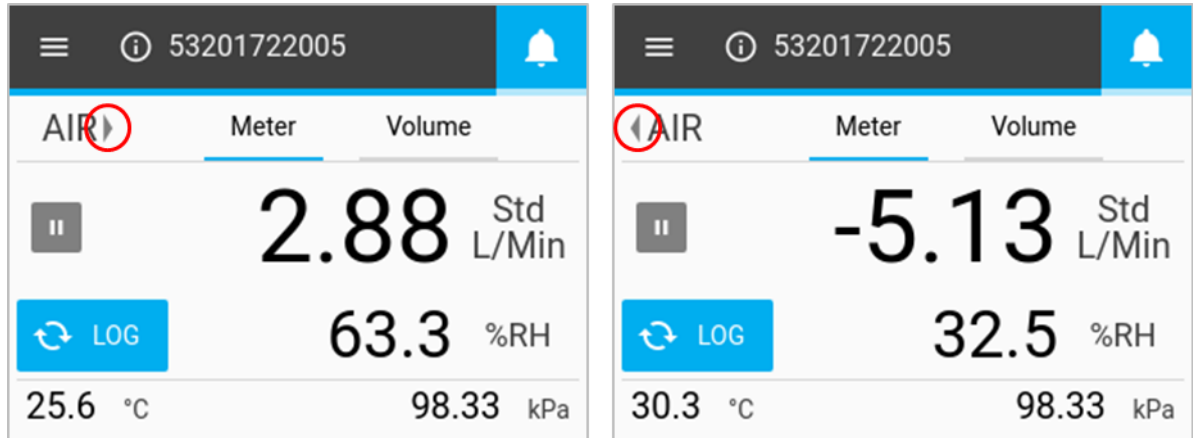 53201722005
AIR Meter Volume
2.88 Std L/Min
LOG 63.3 %RH
25.6 °C 98.33 kPa
53201722005
AIR Meter Volume
-5.13 Std L/Min
LOG 32.5 %RH
30.3 °C 98.33 kPa